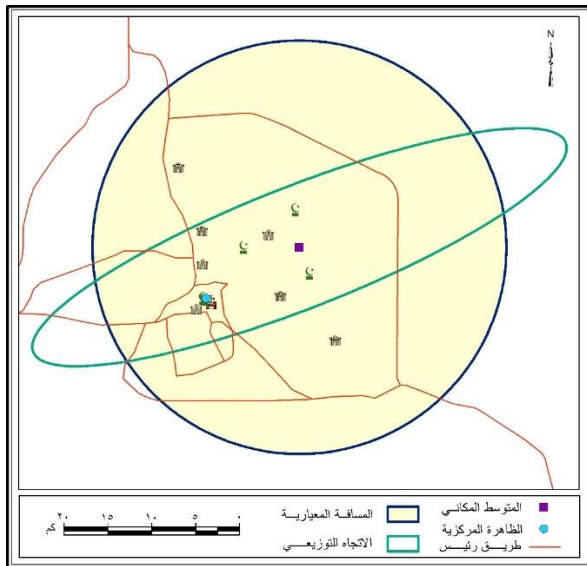 N
المتوسط المكاني
الظاهرة المركزية
طريق رئيس
المسافة المعيارية
الاتجاه التوزيعي
٢٠ ١٥ ١٠ ٥ ٠
كم